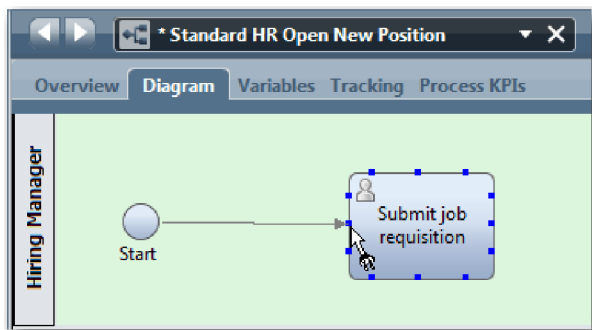 * Standard HR Open New Position
Overview Diagram Variables Tracking Process KPIs
Hiring Manager
Start
Submit job
requisition